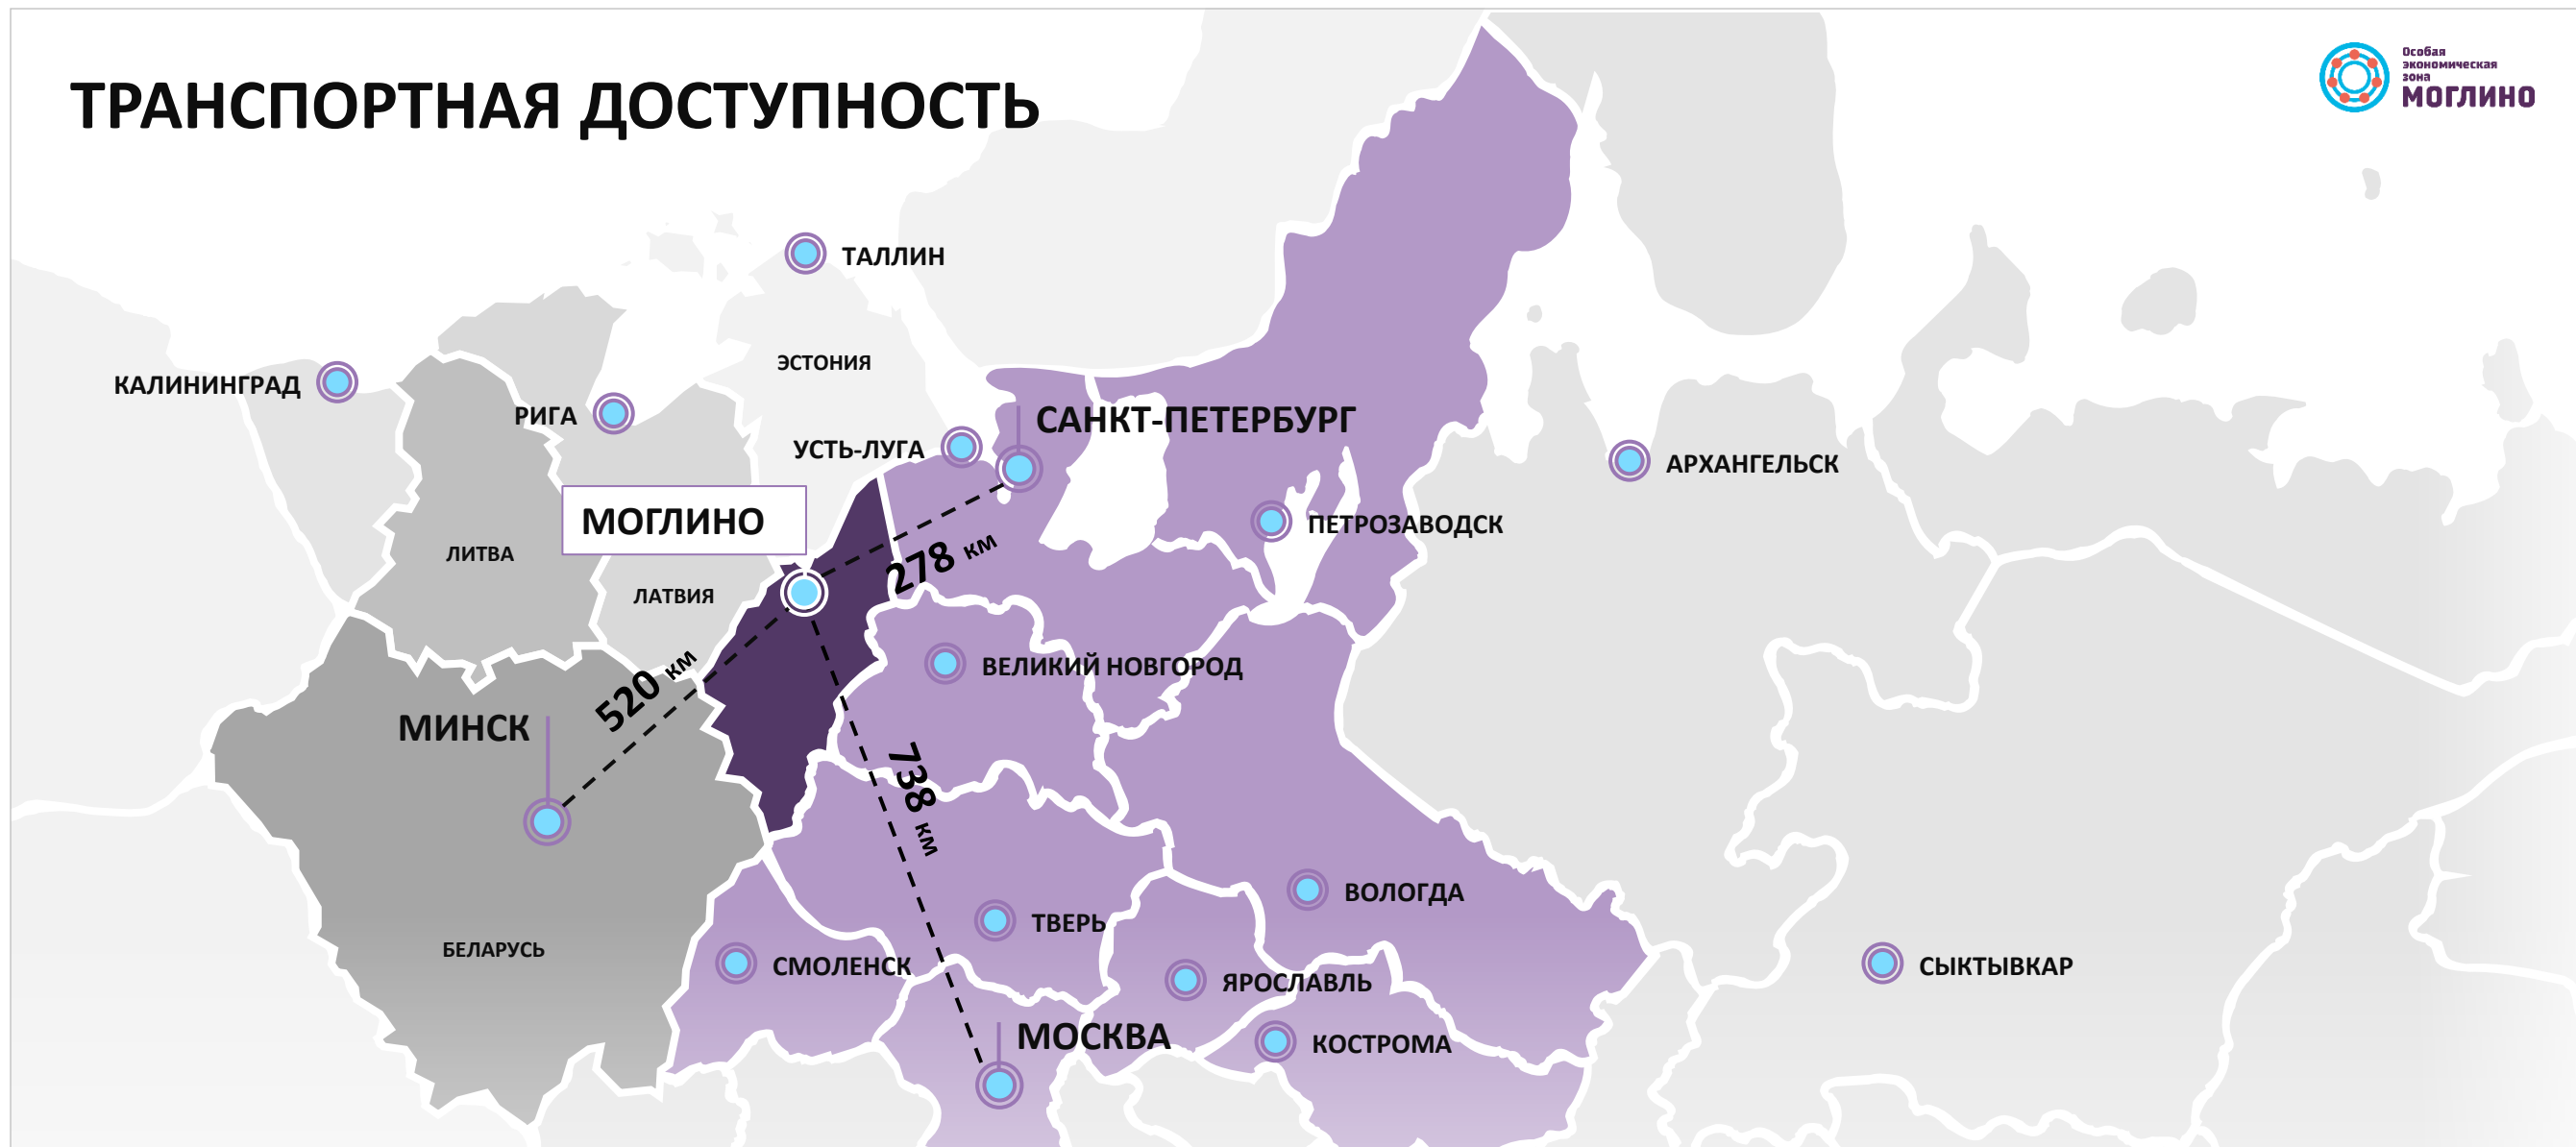 ТРАНСПОРТНАЯ ДОСТУПНОСТЬ
Особая
экономическая
зона
МОГЛИНО
ТАЛЛИН
ЭСТОНИЯ
КАЛИНИНГРАД
РИГА
САНКТ-ПЕТЕРБУРГ
УСТЬ-ЛУГА
АРХАНГЕЛЬСК
МОГЛИНО
ПЕТРОЗАВОДСК
ЛИТВА
278 км
ЛАТВИЯ
ВЕЛИКИЙ НОВГОРОД
520 км
МИНСК
738 км
ВОЛОГДА
ТВЕРЬ
БЕЛАРУСЬ
СМОЛЕНСК
СЫКТЫВКАР
ЯРОСЛАВЛЬ
МОСКВА
КОСТРОМА